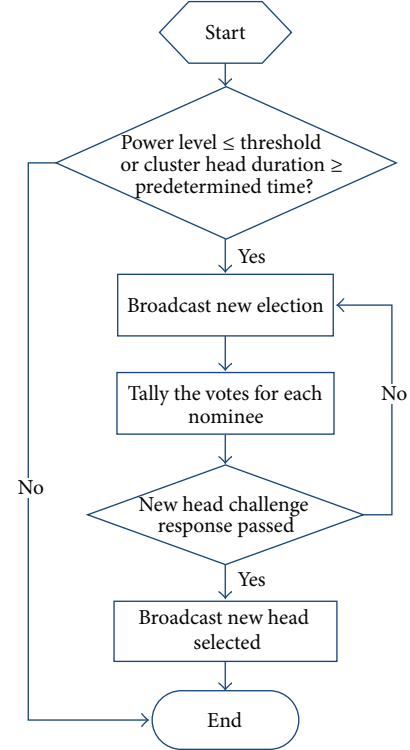 Start
Power level ≤ threshold
or cluster head duration ≥
predetermined time?
Yes
Broadcast new election
Tally the votes for each
nominee
No
No
New head challenge
response passed
Yes
Broadcast new head
selected
End